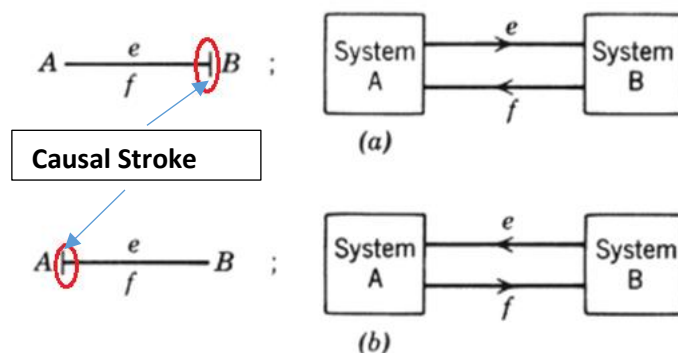 A e B ;
f
System A
e
f
System B
(a)
Causal Stroke
A e B ;
f
System A
e
f
System B
(b)